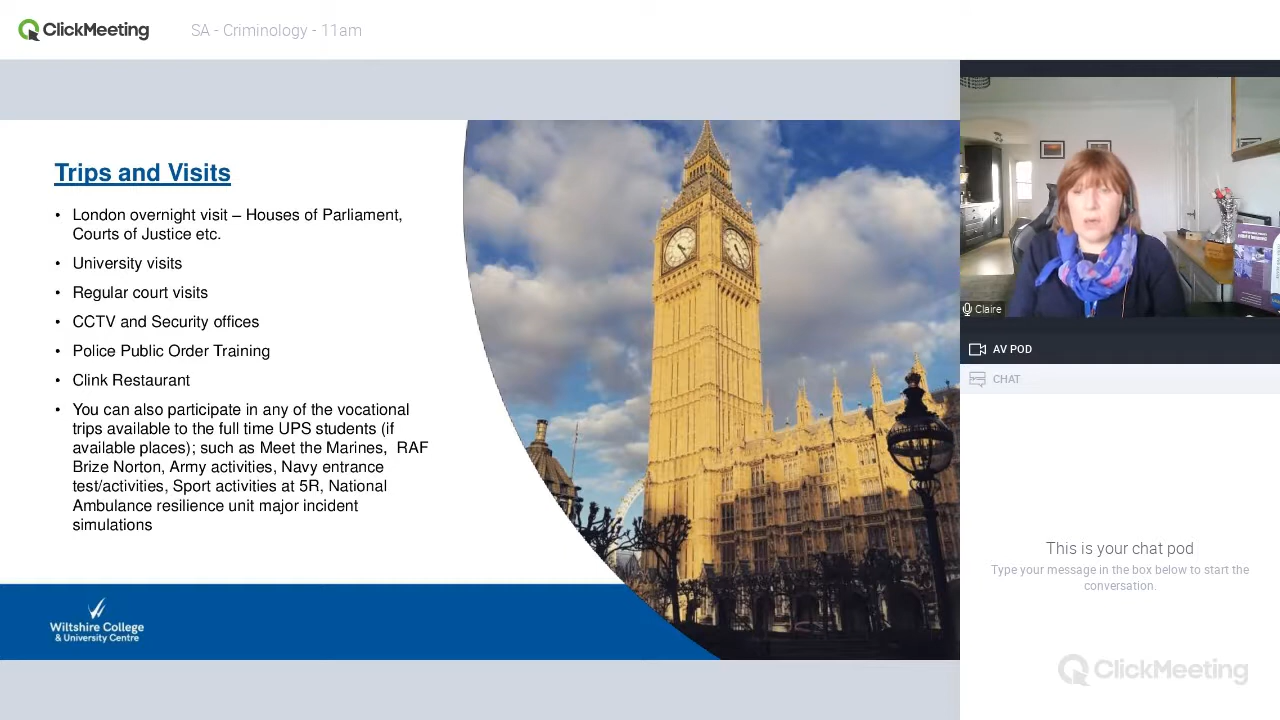 ClickMeeting
SA - Criminology - 11am
Trips and Visits
• London overnight visit – Houses of Parliament,
Courts of Justice etc.
• University visits
• Regular court visits
• CCTV and Security offices
• Police Public Order Training
• Clink Restaurant
• You can also participate in any of the vocational
trips available to the full time UPS students (if
available places); such as Meet the Marines, RAF
Brize Norton, Army activities, Navy entrance
test/activities, Sport activities at 5R, National
Ambulance resilience unit major incident
simulations
Wiltshire College
& University Centre
Claire
AV POD
CHAT
This is your chat pod
Type your message in the box below to start the
conversation.
ClickMeeting